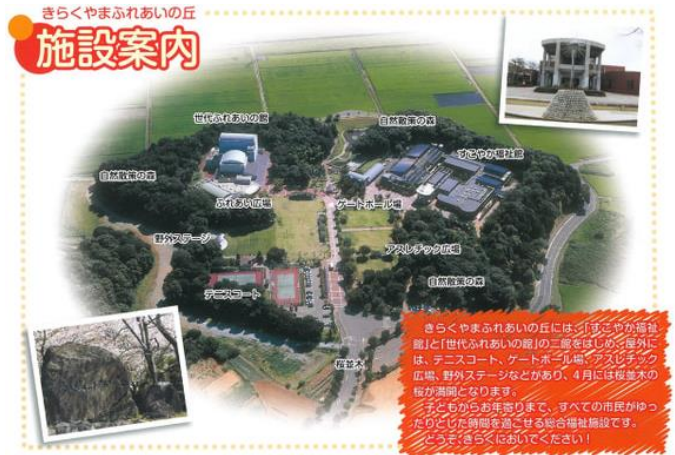 きらくやまふれあいの丘
施設案内
世代ふれあいの館
自然散策の森
すこやか福祉館
自然散策の森
ふれあい広場
ゲートボール場
野外ステージ
アスレチック広場
自然散策の森
テニスコート
桜並木
きらくやまふれあいの丘には、「すこやか福祉
館」と「世代ふれあいの館」の二館をはじめ、屋外に
は、テニスコート、ゲートボール場、アスレチック
広場、野外ステージなどがあり、4月には桜並木の
桜が満開となります。
子どもからお年寄りまで、すべての市民がゆっ
たりとした時間を過ごせる総合福祉施設です。
どうぞ、きらくにおいでください!